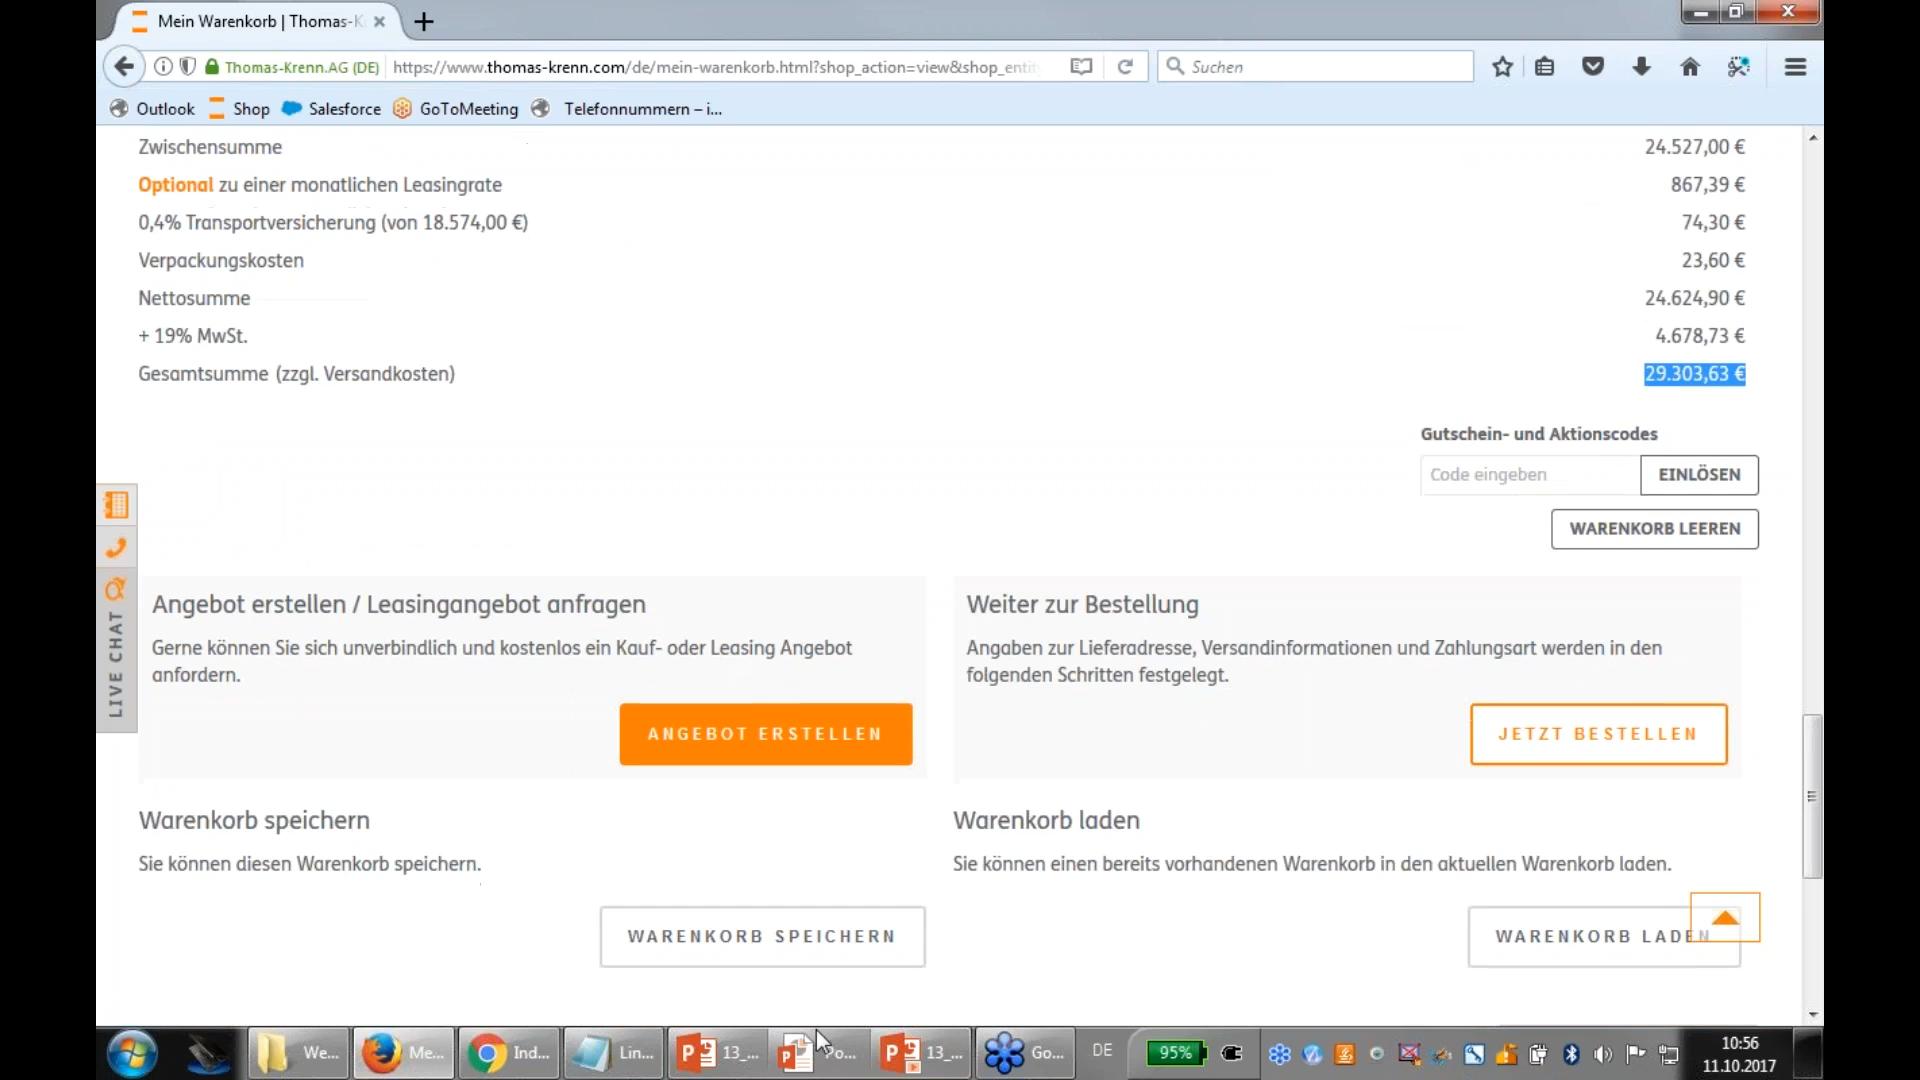 Mein Warenkorb | Thomas-K
Thomas-Krenn.AG (DE)
https://www.thomas-krenn.com/de/mein-warenkorb.html?shop_action=view&shop_entit
Suchen
Outlook
Shop
Salesforce
GoToMeeting
Telefonnummern – i...
Zwischensumme 24.527,00 €
Optional zu einer monatlichen Leasingrate 867,39 €
0,4% Transportversicherung (von 18.574,00 €) 74,30 €
Verpackungskosten 23,60 €
Nettosumme 24.624,90 €
+ 19% MwSt. 4.678,73 €
Gesamtsumme (zzgl. Versandkosten) 29.303,63 €
Gutschein- und Aktionscodes
Code eingeben
EINLÖSEN
WARENKORB LEEREN
LIVE CHAT
Angebot erstellen / Leasingangebot anfragen
Gerne können Sie sich unverbindlich und kostenlos ein Kauf- oder Leasing Angebot
anfordern.
ANGEBOT ERSTELLEN
Weiter zur Bestellung
Angaben zur Lieferadresse, Versandinformationen und Zahlungsart werden in den
folgenden Schritten festgelegt.
JETZT BESTELLEN
Warenkorb speichern
Sie können diesen Warenkorb speichern.
WARENKORB SPEICHERN
Warenkorb laden
Sie können einen bereits vorhandenen Warenkorb in den aktuellen Warenkorb laden.
WARENKORB LADEN
We...
Me...
Ind...
Lin...
13_...
Po...
13_...
Go...
DE
95%
10:56
11.10.2017